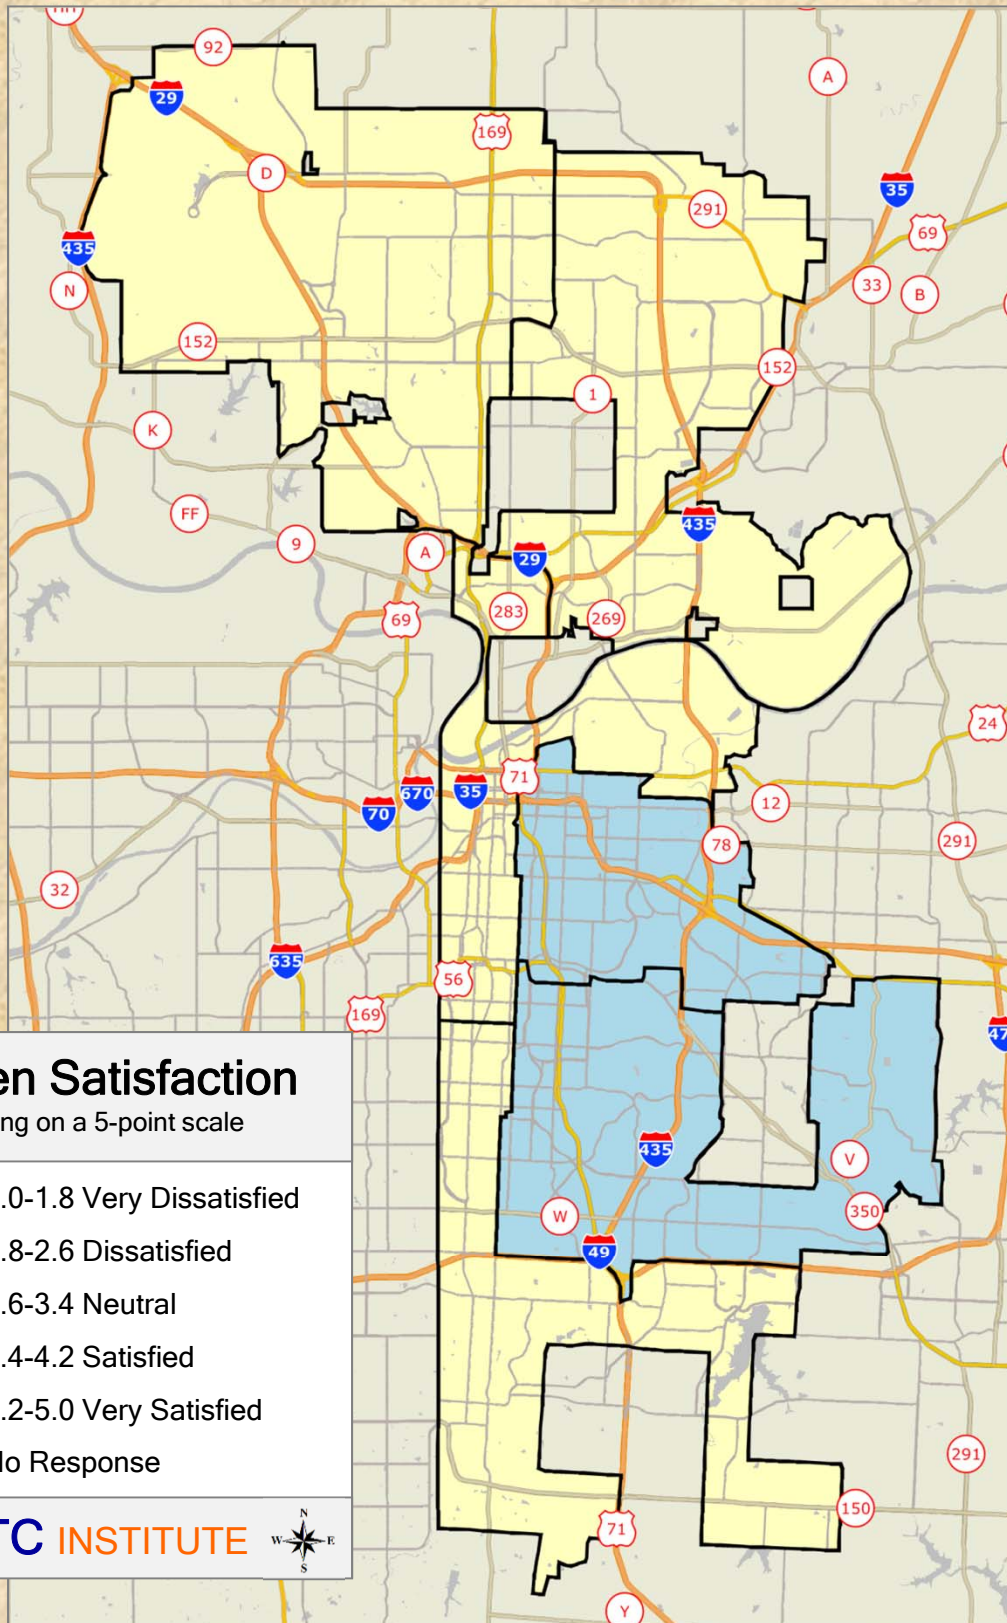 92
A
29
169
D
291
35
69
435
N
33
B
152
152
1
K
FF
435
9
A
29
283
269
69
24
71
670
35
70
12
78
291
32
635
56
169
47
en Satisfaction
ng on a 5-point scale
.0-1.8 Very Dissatisfied
.8-2.6 Dissatisfied
.6-3.4 Neutral
.4-4.2 Satisfied
.2-5.0 Very Satisfied
lo Response
TC INSTITUTE
N
W
E
S
435
V
W
350
49
291
150
71
Y